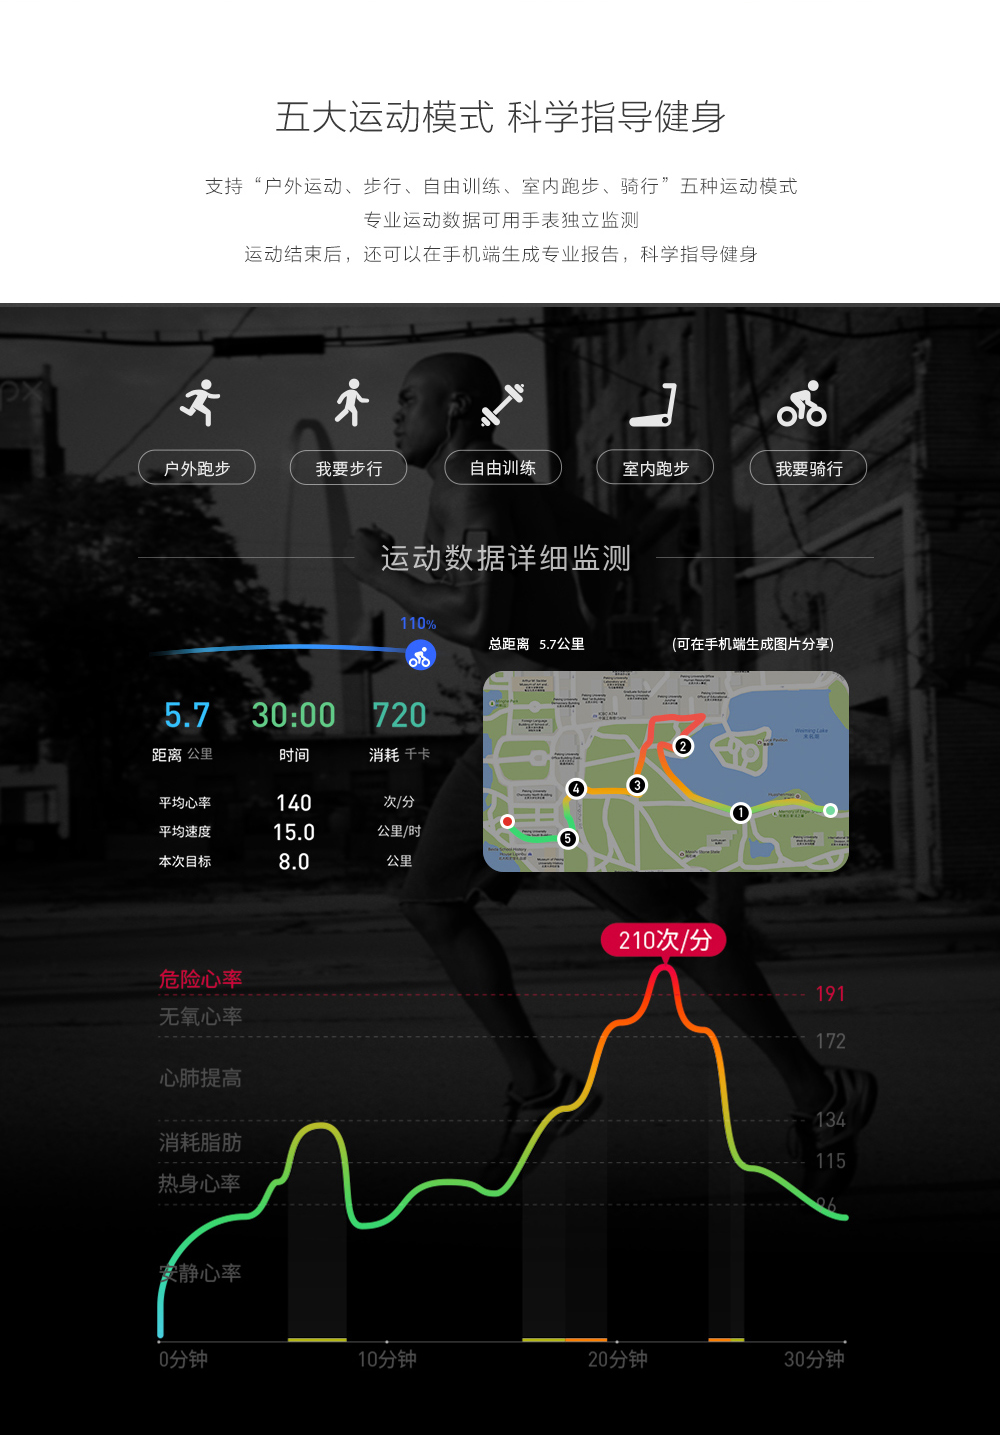 五大运动模式 科学指导健身
支持“户外运动、步行、自由训练、室内跑步、骑行”五种运动模式
专业运动数据可用手表独立监测
运动结束后，还可以在手机端生成专业报告，科学指导健身
户外跑步 我要步行 自由训练 室内跑步 我要骑行
运动数据详细监测
110%
总距离 5.7公里 (可在手机端生成图片分享)
5.7 30:00 720
距离 公里 时间 消耗 千卡
平均心率 140 次/分
平均速度 15.0 公里/时
本次目标 8.0 公里
2
4
3
1
5
210次/分
危险心率 191
无氧心率 172
心肺提高 134
消耗脂肪 115
热身心率 96
安静心率
0分钟 10分钟 20分钟 30分钟